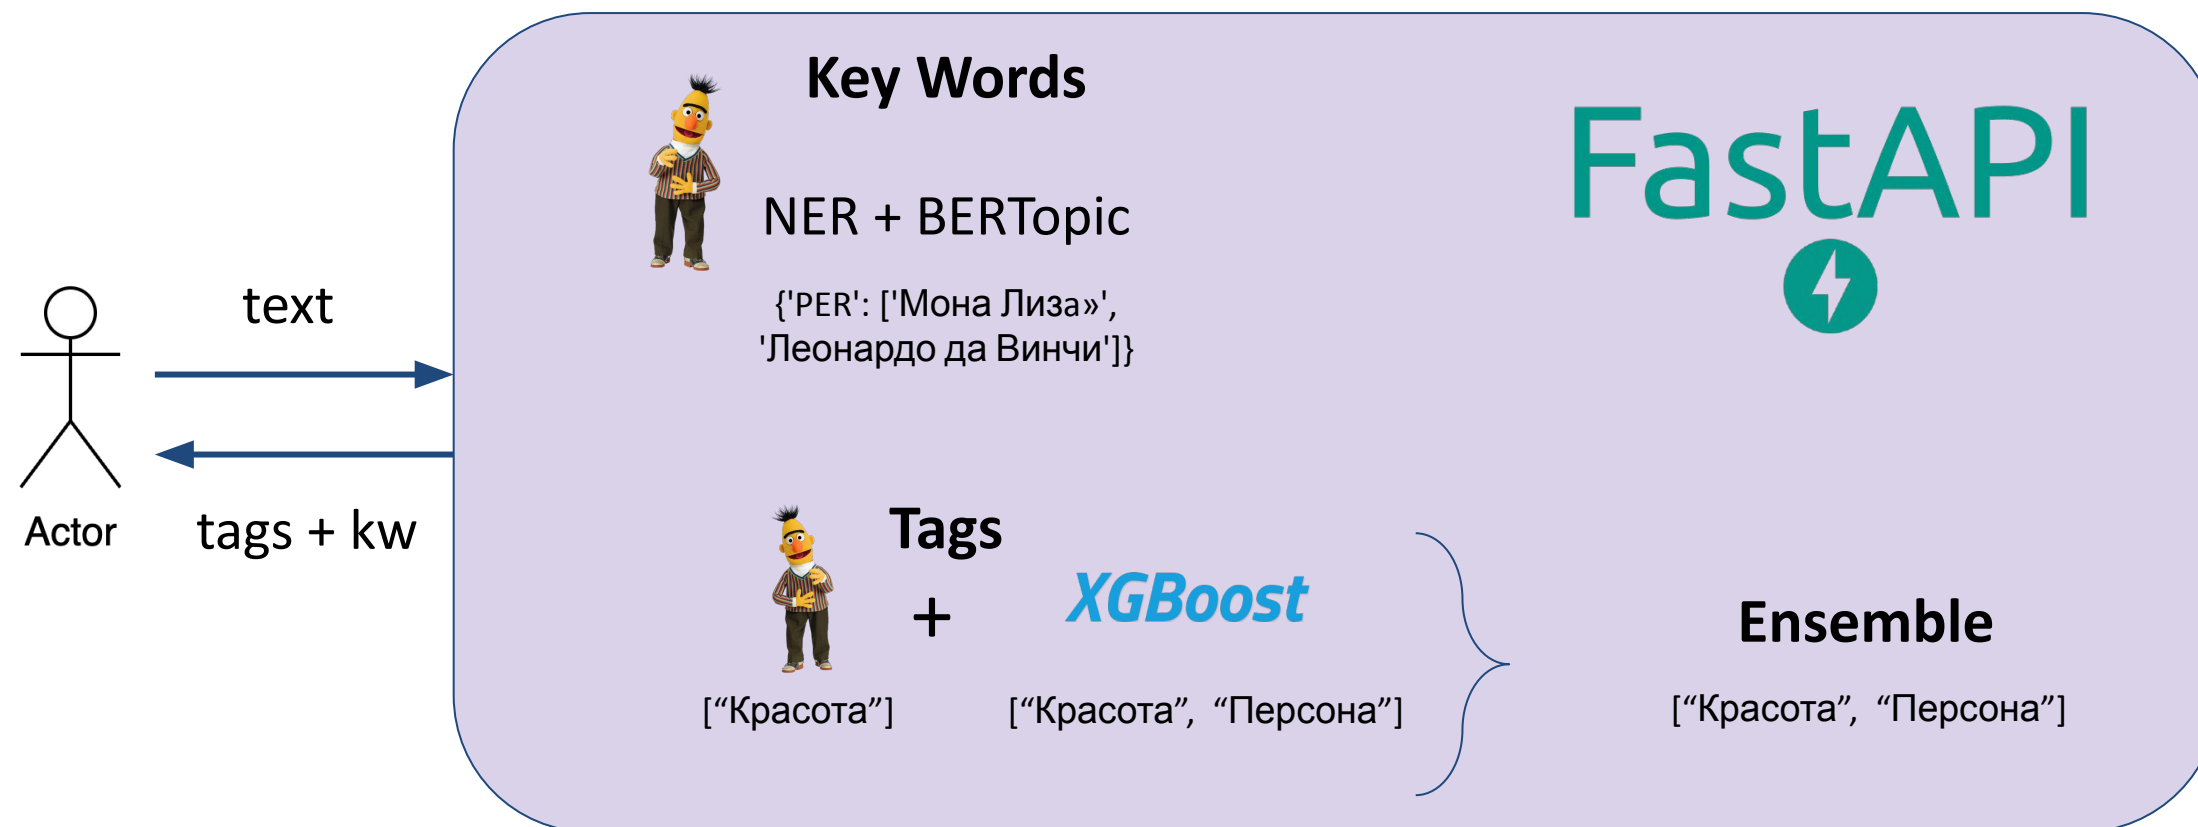 Key Words
FastAPI
NER + BERTopic
{'PER': ['Мона Лиза»',
'Леонардо да Винчи']}
text
Actor
tags + kw
Tags
+
XGBoost
Ensemble
[“Красота”]
[“Красота”, “Персона”]
[“Красота”, “Персона”]